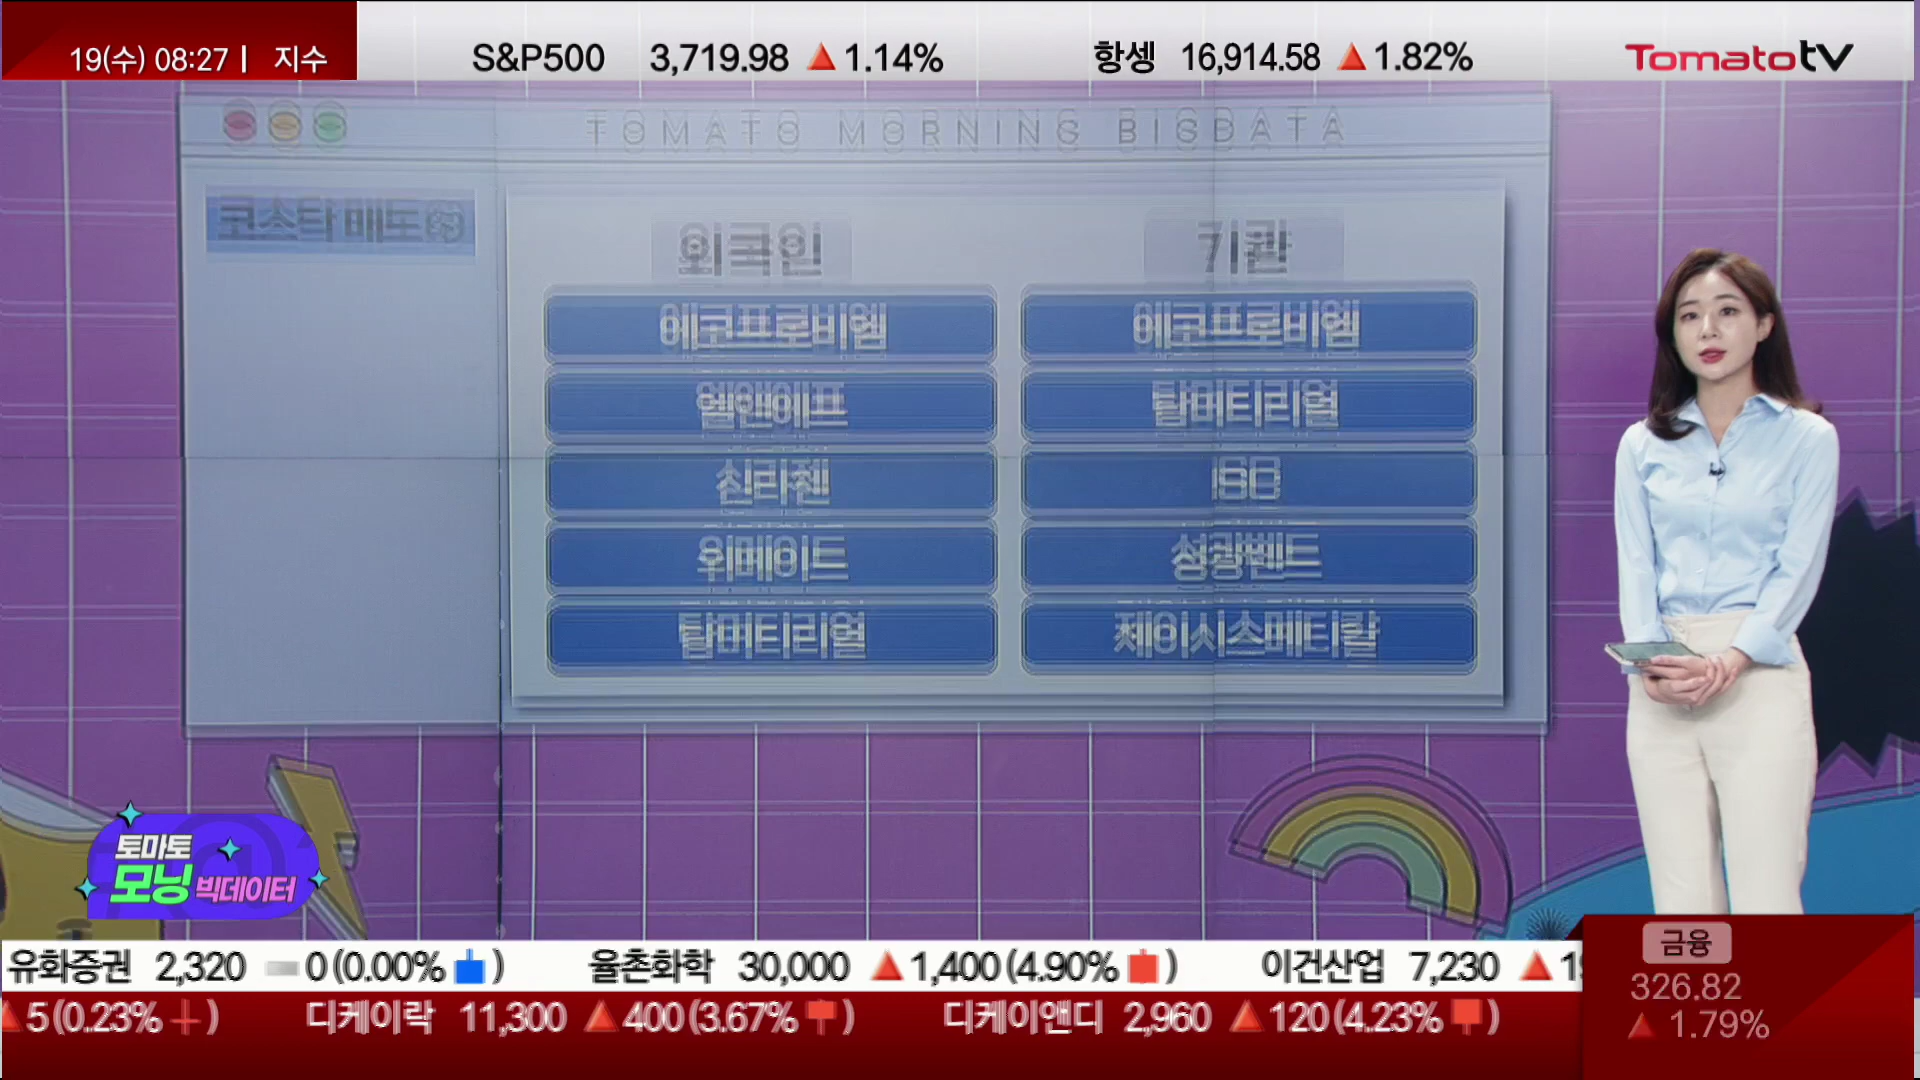 19(수) 08:27 | 지수
S&P500 3,719.98 ▲1.14% 항셍 16,914.58 ▲1.82%
Tomato tv
TOMATO MORNING BIGDATA
코스닥 매도
외국인 기관
에코프로비엠 에코프로비엠
엘앤에프 탑머티리얼
신라젠 ISC
위메이드 성광벤드
탑머티리얼 제이시스메디칼
토마토
모닝 빅데이터
유화증권 2,320 0(0.00% ) 율촌화학 30,000 ▲1,400(4.90% ) 이건산업 7,230 ▲
▲5(0.23% ) 디케이락 11,300 ▲400(3.67% ) 디케이앤디 2,960 ▲120(4.23% )
금융
326.82
▲ 1.79%